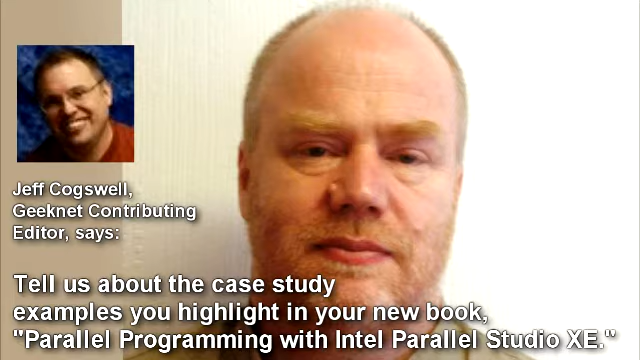 Jeff Cogswell,
Geeknet Contributing
Editor, says:
Tell us about the case study
examples you highlight in your new book,
"Parallel Programming with Intel Parallel Studio XE."